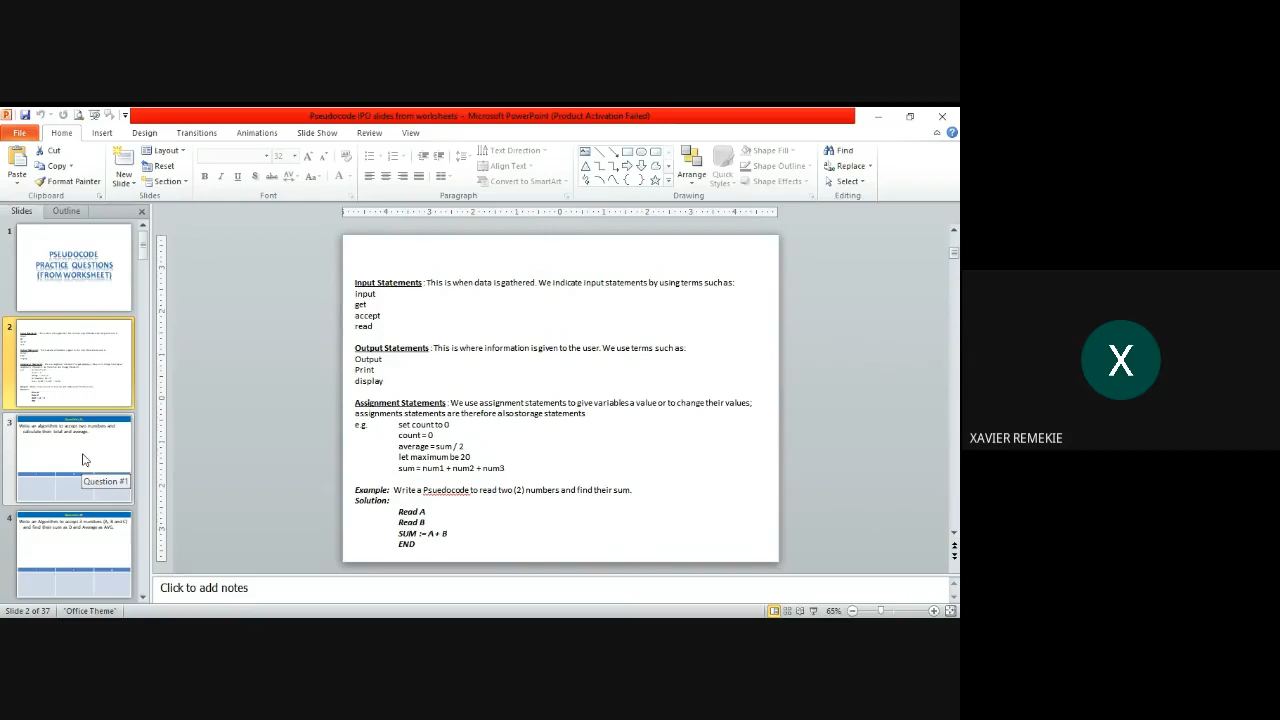 Pseudocode IPO slides from worksheets - Microsoft PowerPoint (Product Activation Failed)
File Home Insert Design Transitions Animations Slide Show Review View
Paste
Cut
Copy
Format Painter
Clipboard
New
Slide
Layout
Reset
Section
Slides
32
B I U S abc AV Aa A
Font
Text Direction
Align Text
Convert to SmartArt
Paragraph
Arrange
Quick
Styles
Shape Fill
Shape Outline
Shape Effects
Drawing
Find
Replace
Select
Editing
Slides Outline
1
PSEUDOCODE
PRACTICE QUESTIONS
(FROM WORKSHEET)
2
3
Write an algorithm to accept two numbers and
calculate their total and average.
Question #1
4
Write an Algorithm to accept 3 numbers (A, B and C)
and find their sum as D and Average as AVG.
Input Statements : This is when data is gathered. We indicate input statements by using terms such as:
input
get
accept
read
Output Statements : This is where information is given to the user. We use terms such as:
Output
Print
display
Assignment Statements : We use assignment statements to give variables a value or to change their values;
assignments statements are therefore also storage statements
e.g. set count to 0
count = 0
average = sum / 2
let maximum be 20
sum = num1 + num2 + num3
Example: Write a Psuedocode to read two (2) numbers and find their sum.
Solution:
Read A
Read B
SUM := A + B
END
Click to add notes
Slide 2 of 37 "Office Theme" 65%
X
XAVIER REMEKIE